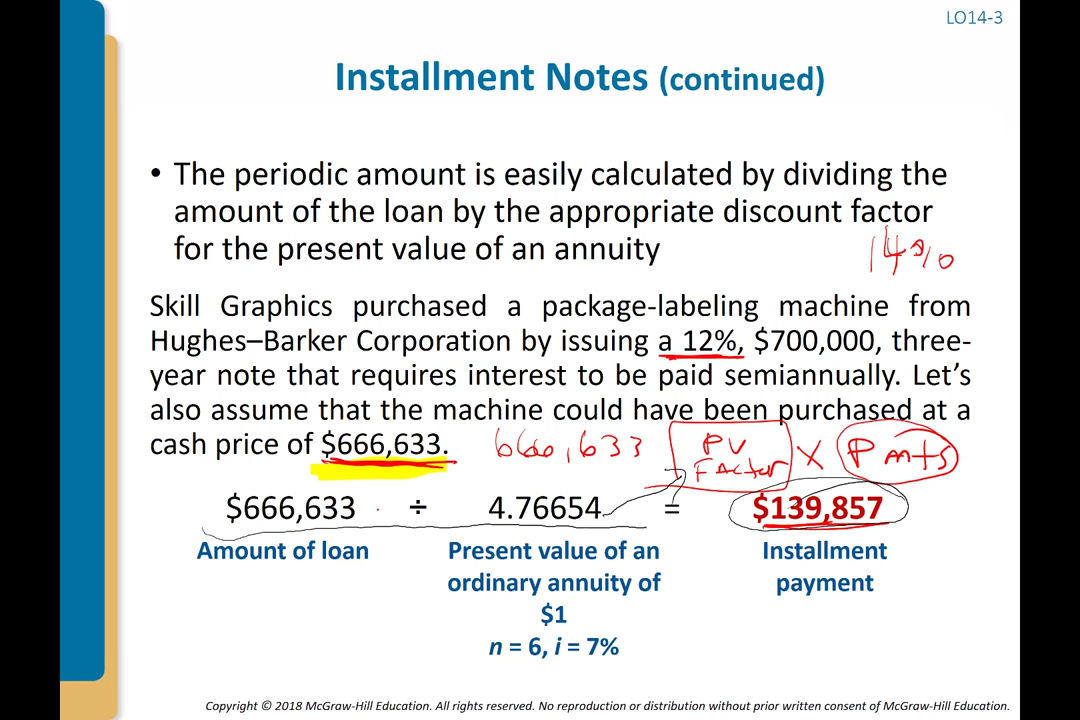 LO14-3
Installment Notes (continued)
• The periodic amount is easily calculated by dividing the
amount of the loan by the appropriate discount factor
for the present value of an annuity
14%
Skill Graphics purchased a package-labeling machine from
Hughes–Barker Corporation by issuing a 12%, $700,000, three-
year note that requires interest to be paid semiannually. Let’s
also assume that the machine could have been purchased at a
cash price of $666,633.
666,633 PV Factor X Pmts
$666,633 ÷ 4.76654 = $139,857
Amount of loan
Present value of an
ordinary annuity of
$1
n = 6, i = 7%
Installment
payment
Copyright © 2018 McGraw-Hill Education. All rights reserved. No reproduction or distribution without prior written consent of McGraw-Hill Education.